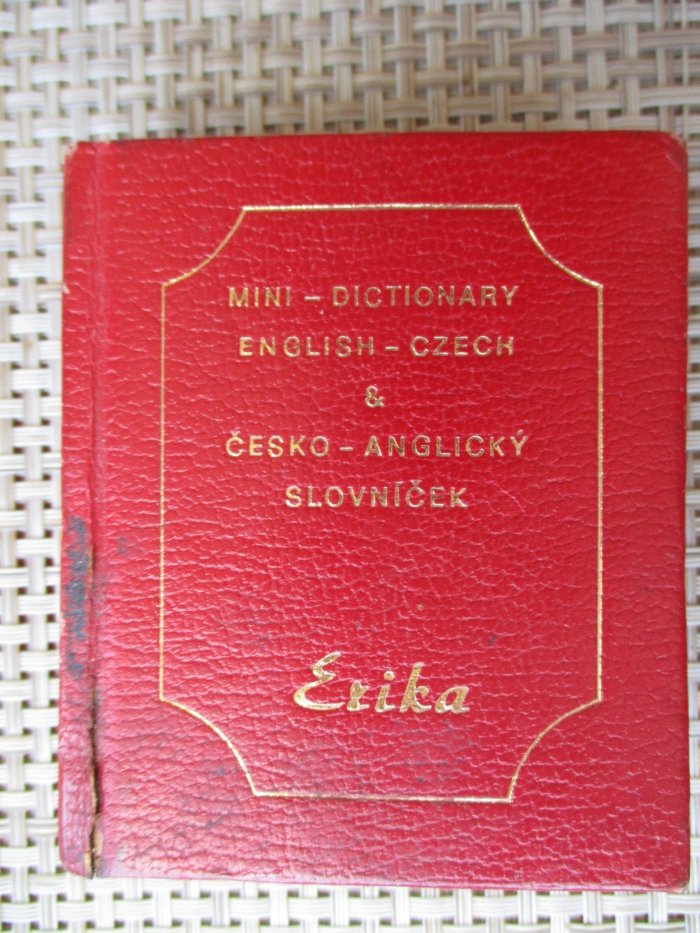 MINI – DICTIONARY
ENGLISH – CZECH
&
ČESKO – ANGLICKÝ
SLOVNÍČEK
Erika